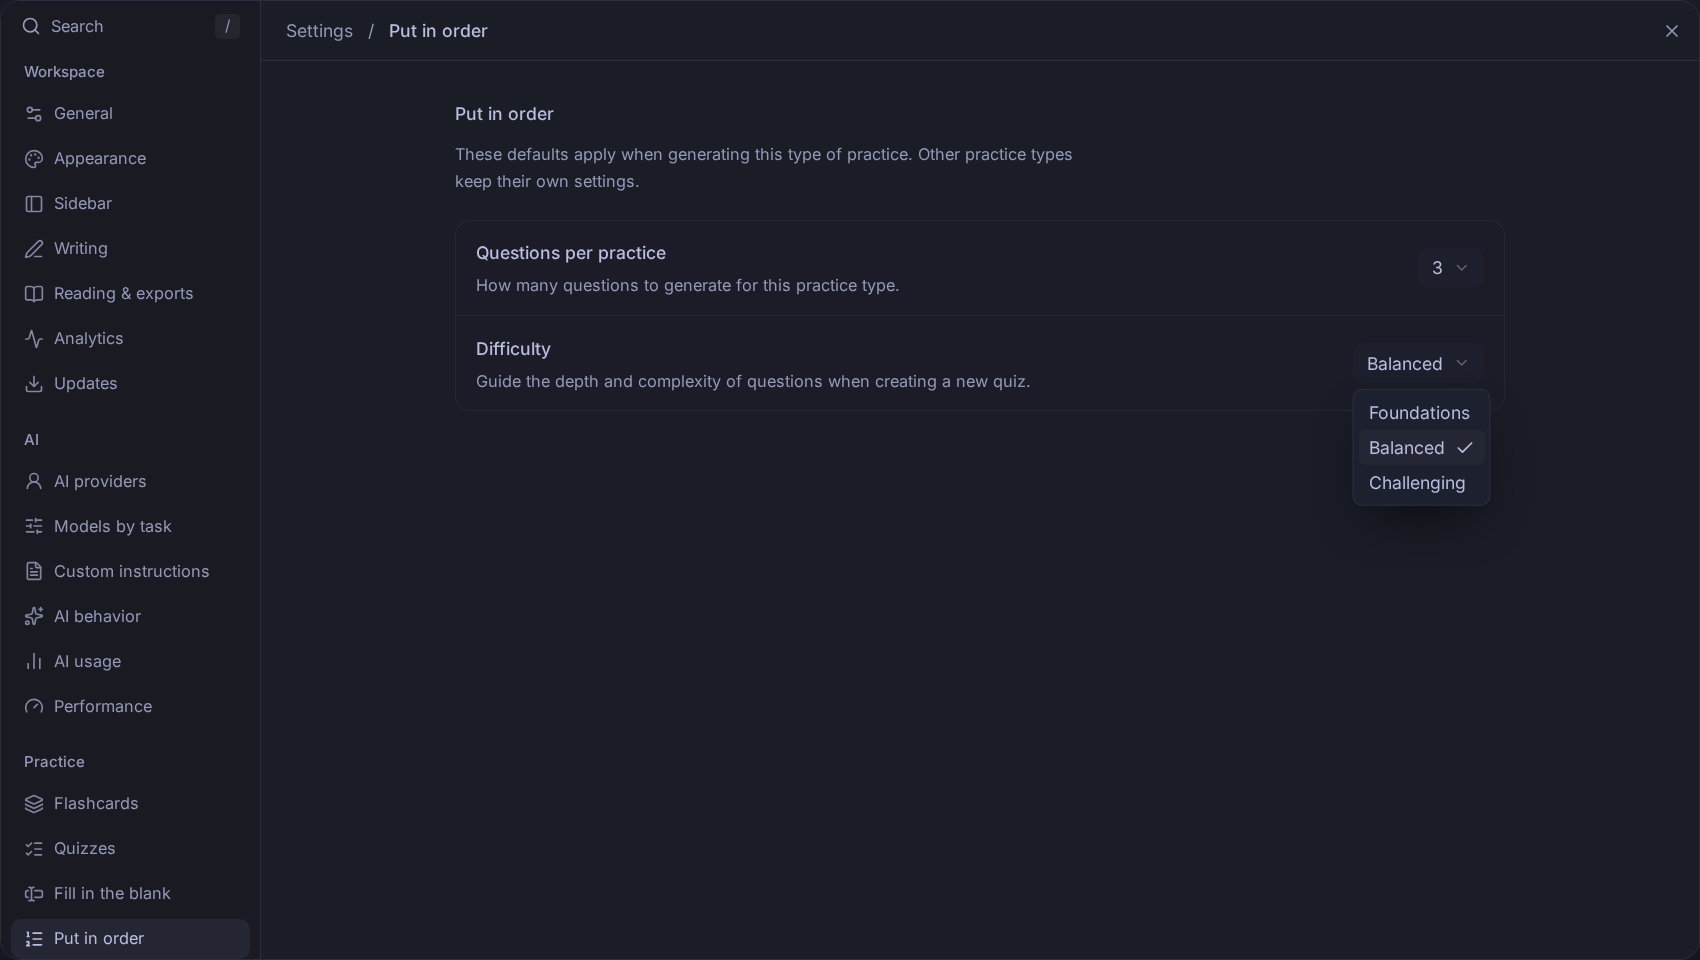 Search /
Workspace
General
Appearance
Sidebar
Writing
Reading & exports
Analytics
Updates
AI
AI providers
Models by task
Custom instructions
AI behavior
AI usage
Performance
Practice
Flashcards
Quizzes
Fill in the blank
Put in order
Settings / Put in order
Put in order
These defaults apply when generating this type of practice. Other practice types
keep their own settings.
Questions per practice
How many questions to generate for this practice type.
3
Difficulty
Guide the depth and complexity of questions when creating a new quiz.
Balanced
Foundations
Balanced
Challenging